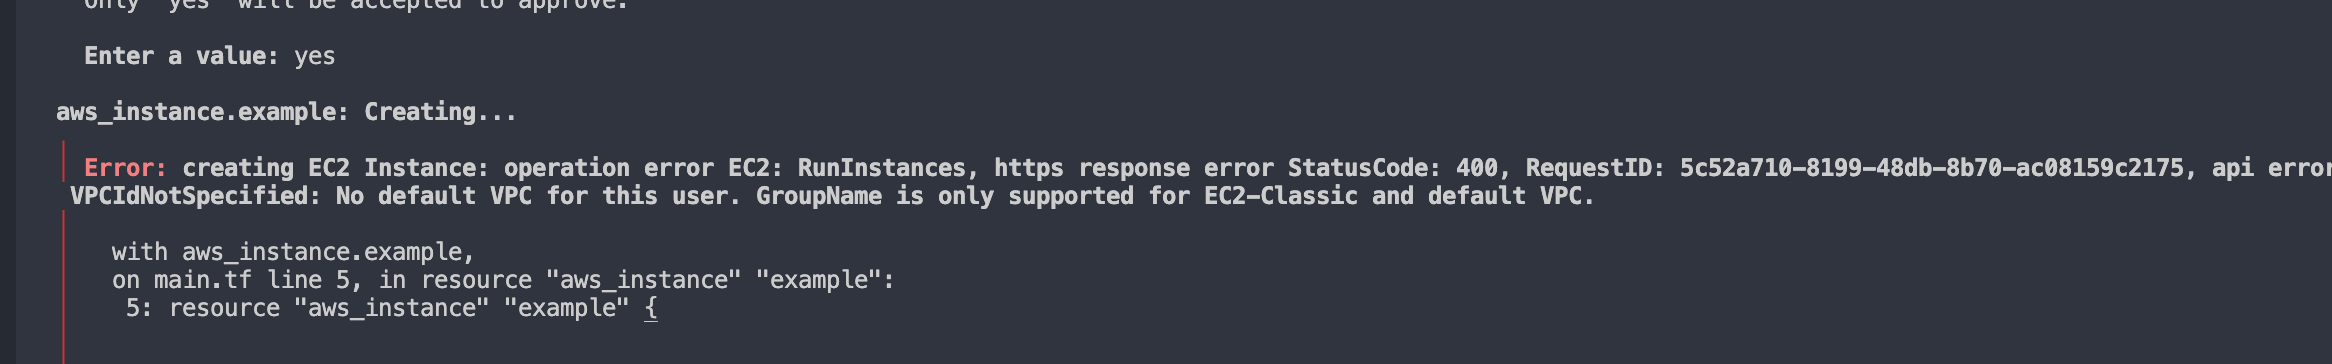 Only 'yes' will be accepted to approve.
Enter a value: yes
aws_instance.example: Creating...
Error: creating EC2 Instance: operation error EC2: RunInstances, https response error StatusCode: 400, RequestID: 5c52a710-8199-48db-8b70-ac08159c2175, api error
VPCIdNotSpecified: No default VPC for this user. GroupName is only supported for EC2-Classic and default VPC.
with aws_instance.example,
on main.tf line 5, in resource "aws_instance" "example":
5: resource "aws_instance" "example" {